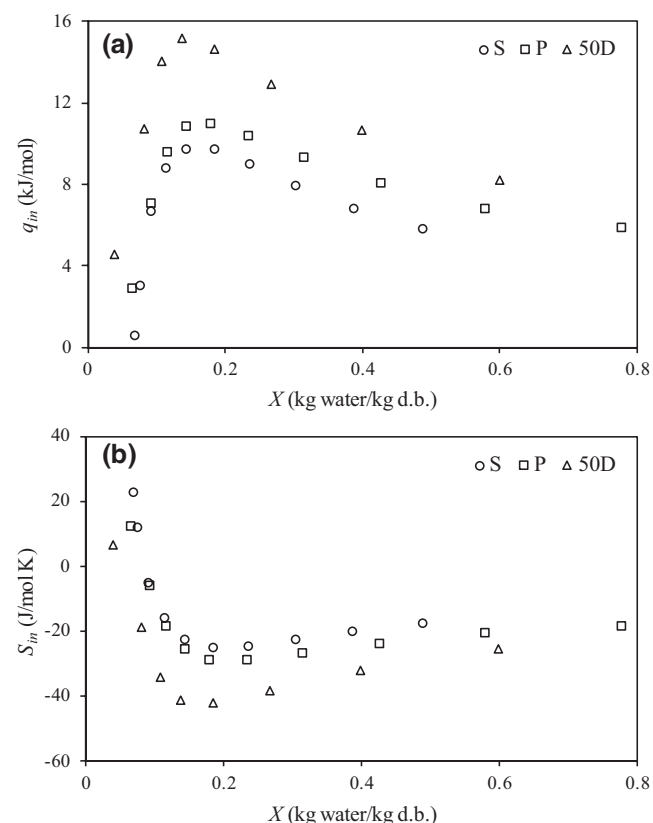 (a)
S P 50D
16
12
8
4
0
q_in (kJ/mol)
0 0.2 0.4 0.6 0.8
X (kg water/kg d.b.)
(b)
S P 50D
40
20
0
-20
-40
-60
S_in (J/mol K)
0 0.2 0.4 0.6 0.8
X (kg water/kg d.b.)